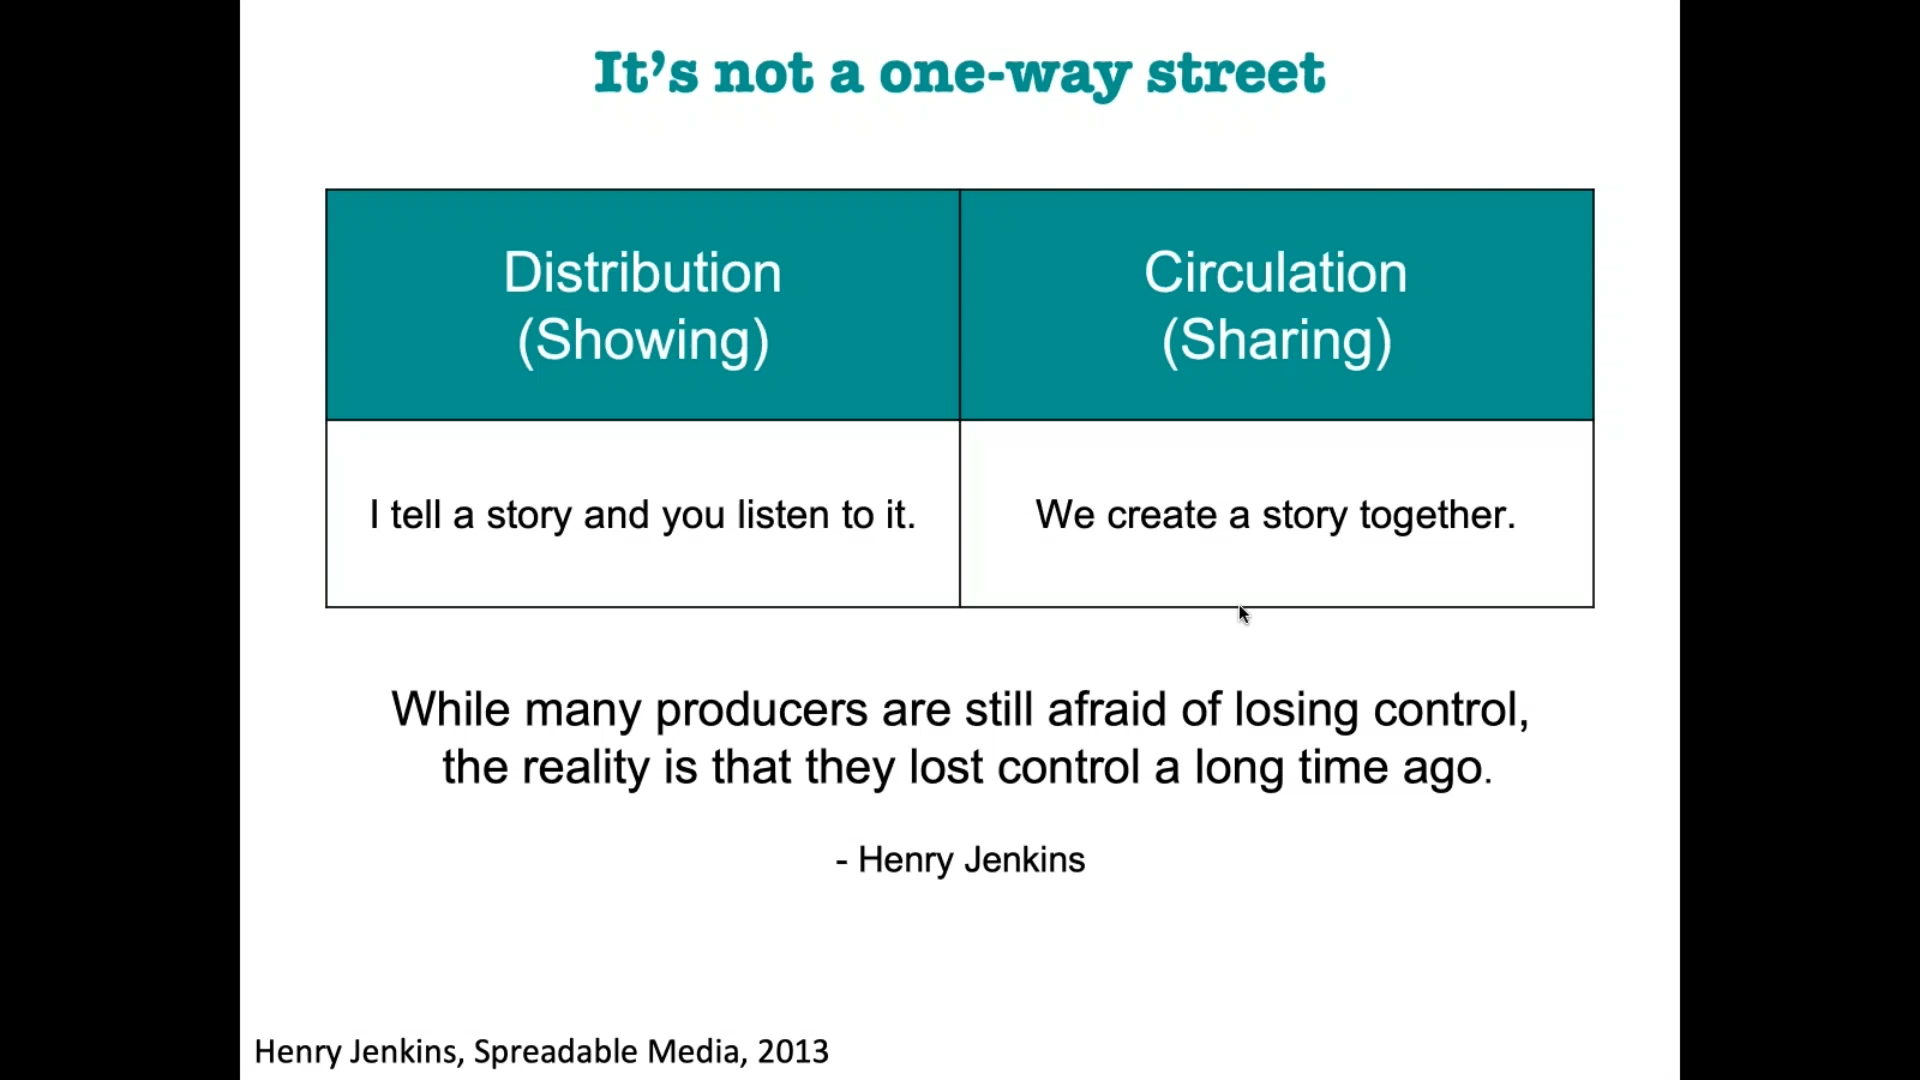 It’s not a one-way street
Distribution
(Showing)
Circulation
(Sharing)
I tell a story and you listen to it.
We create a story together.
While many producers are still afraid of losing control,
the reality is that they lost control a long time ago.
- Henry Jenkins
Henry Jenkins, Spreadable Media, 2013